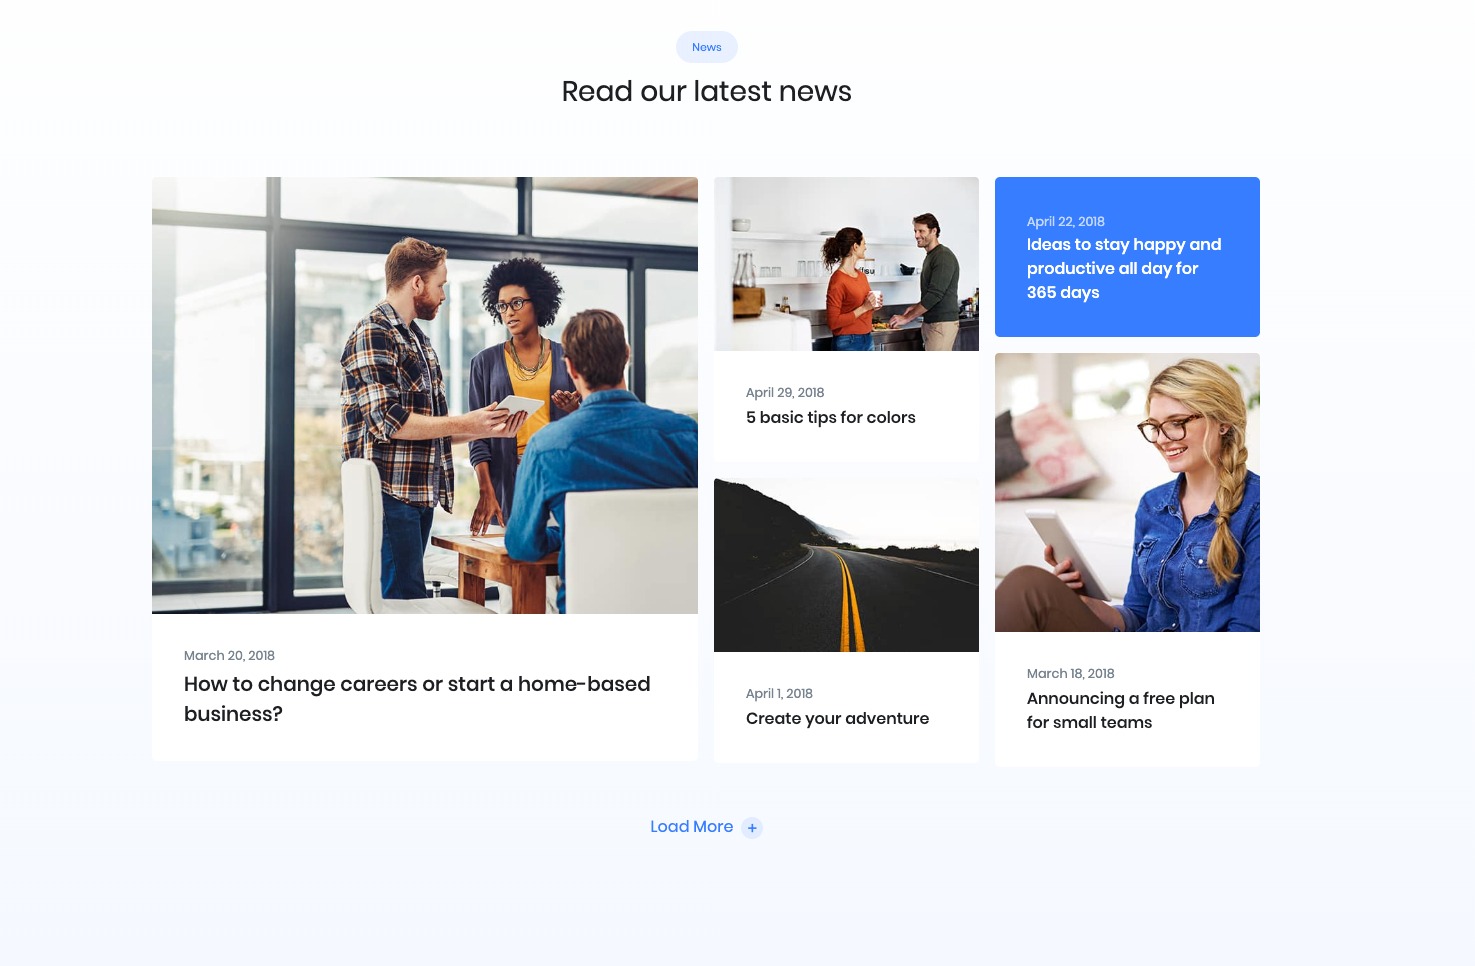 News
Read our latest news
March 20, 2018
How to change careers or start a home-based
business?
April 29, 2018
5 basic tips for colors
April 1, 2018
Create your adventure
April 22, 2018
Ideas to stay happy and
productive all day for
365 days
March 18, 2018
Announcing a free plan
for small teams
Load More +